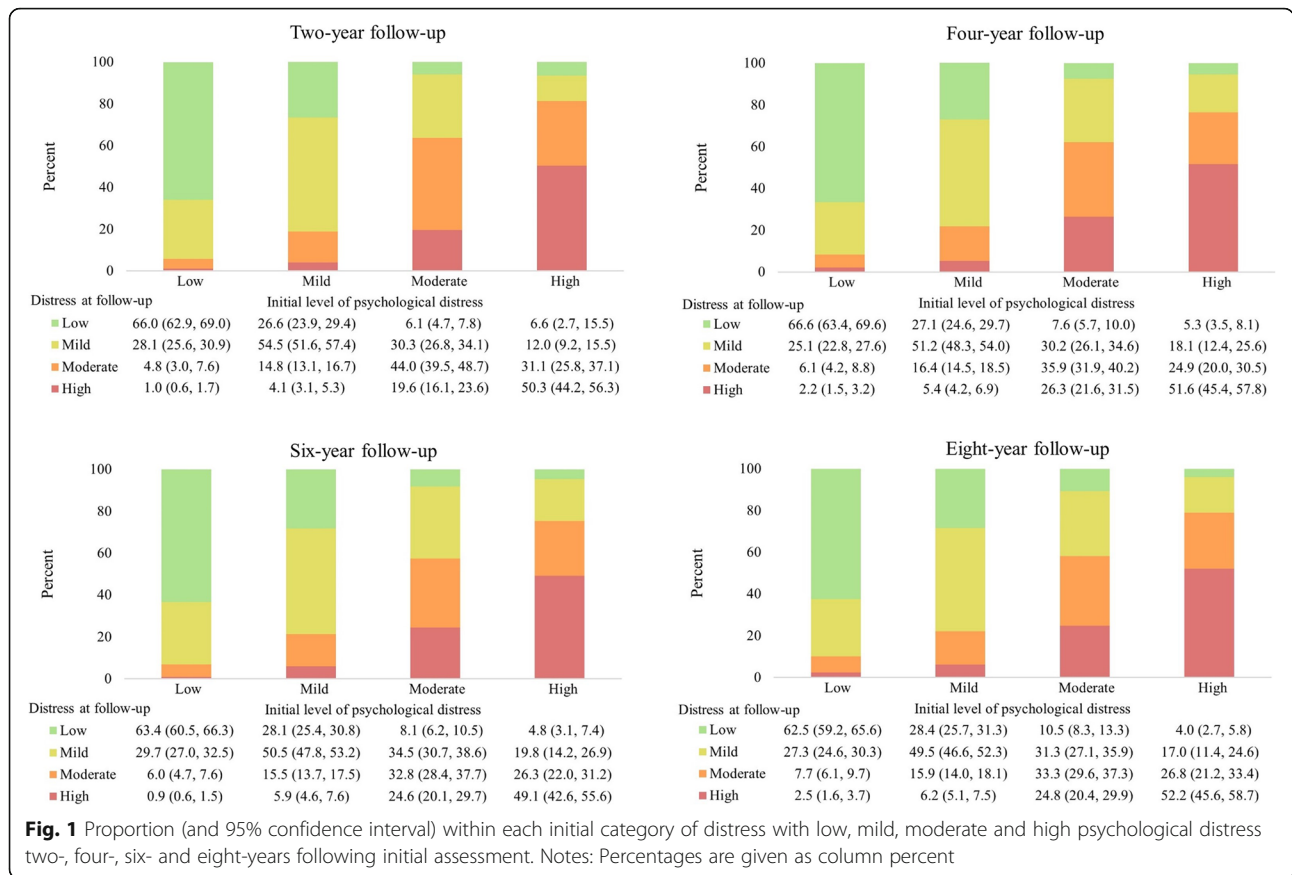 Two-year follow-up
100
80
60
40
20
0
Percent
Low Mild Moderate High
Distress at follow-up Initial level of psychological distress
Low 66.0 (62.9, 69.0) 26.6 (23.9, 29.4) 6.1 (4.7, 7.8) 6.6 (2.7, 15.5)
Mild 28.1 (25.6, 30.9) 54.5 (51.6, 57.4) 30.3 (26.8, 34.1) 12.0 (9.2, 15.5)
Moderate 4.8 (3.0, 7.6) 14.8 (13.1, 16.7) 44.0 (39.5, 48.7) 31.1 (25.8, 37.1)
High 1.0 (0.6, 1.7) 4.1 (3.1, 5.3) 19.6 (16.1, 23.6) 50.3 (44.2, 56.3)
Four-year follow-up
100
80
60
40
20
0
Percent
Low Mild Moderate High
Distress at follow-up Initial level of psychological distress
Low 66.6 (63.4, 69.6) 27.1 (24.6, 29.7) 7.6 (5.7, 10.0) 5.3 (3.5, 8.1)
Mild 25.1 (22.8, 27.6) 51.2 (48.3, 54.0) 30.2 (26.1, 34.6) 18.1 (12.4, 25.6)
Moderate 6.1 (4.2, 8.8) 16.4 (14.5, 18.5) 35.9 (31.9, 40.2) 24.9 (20.0, 30.5)
High 2.2 (1.5, 3.2) 5.4 (4.2, 6.9) 26.3 (21.6, 31.5) 51.6 (45.4, 57.8)
Six-year follow-up
100
80
60
40
20
0
Percent
Low Mild Moderate High
Distress at follow-up Initial level of psychological distress
Low 63.4 (60.5, 66.3) 28.1 (25.4, 30.8) 8.1 (6.2, 10.5) 4.8 (3.1, 7.4)
Mild 29.7 (27.0, 32.5) 50.5 (47.8, 53.2) 34.5 (30.7, 38.6) 19.8 (14.2, 26.9)
Moderate 6.0 (4.7, 7.6) 15.5 (13.7, 17.5) 32.8 (28.4, 37.7) 26.3 (22.0, 31.2)
High 0.9 (0.6, 1.5) 5.9 (4.6, 7.6) 24.6 (20.1, 29.7) 49.1 (42.6, 55.6)
Eight-year follow-up
100
80
60
40
20
0
Percent
Low Mild Moderate High
Distress at follow-up Initial level of psychological distress
Low 62.5 (59.2, 65.6) 28.4 (25.7, 31.3) 10.5 (8.3, 13.3) 4.0 (2.7, 5.8)
Mild 27.3 (24.6, 30.3) 49.5 (46.6, 52.3) 31.3 (27.1, 35.9) 17.0 (11.4, 24.6)
Moderate 7.7 (6.1, 9.7) 15.9 (14.0, 18.1) 33.3 (29.6, 37.3) 26.8 (21.2, 33.4)
High 2.5 (1.6, 3.7) 6.2 (5.1, 7.5) 24.8 (20.4, 29.9) 52.2 (45.6, 58.7)
Fig. 1 Proportion (and 95% confidence interval) within each initial category of distress with low, mild, moderate and high psychological distress
two-, four-, six- and eight-years following initial assessment. Notes: Percentages are given as column percent